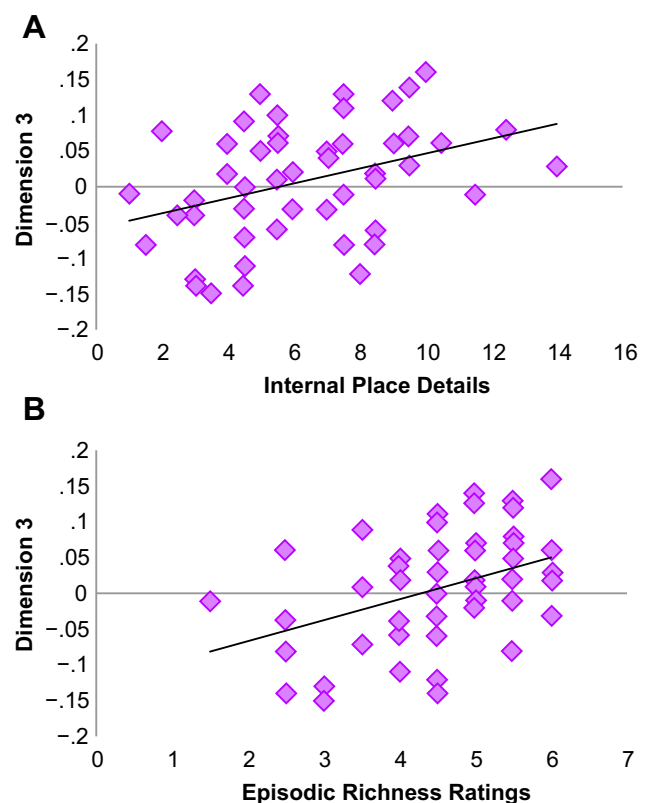 A
.2
.15
.1
.05
0
−.05
−.1
−.15
−.2
Dimension 3
0 2 4 6 8 10 12 14 16
Internal Place Details
B
.2
.15
.1
.05
0
−.05
−.1
−.15
−.2
Dimension 3
0 1 2 3 4 5 6 7
Episodic Richness Ratings